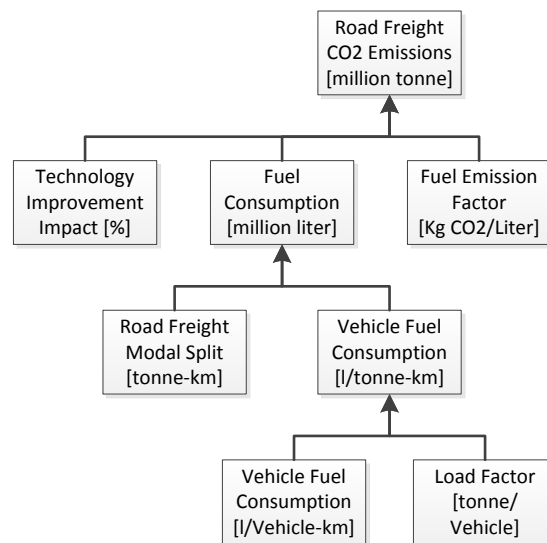 Road Freight
CO2 Emissions
[million tonne]
Technology
Improvement
Impact [%]
Fuel
Consumption
[million liter]
Fuel Emission
Factor
[Kg CO2/Liter]
Road Freight
Modal Split
[tonne-km]
Vehicle Fuel
Consumption
[l/tonne-km]
Vehicle Fuel
Consumption
[l/Vehicle-km]
Load Factor
[tonne/
Vehicle]